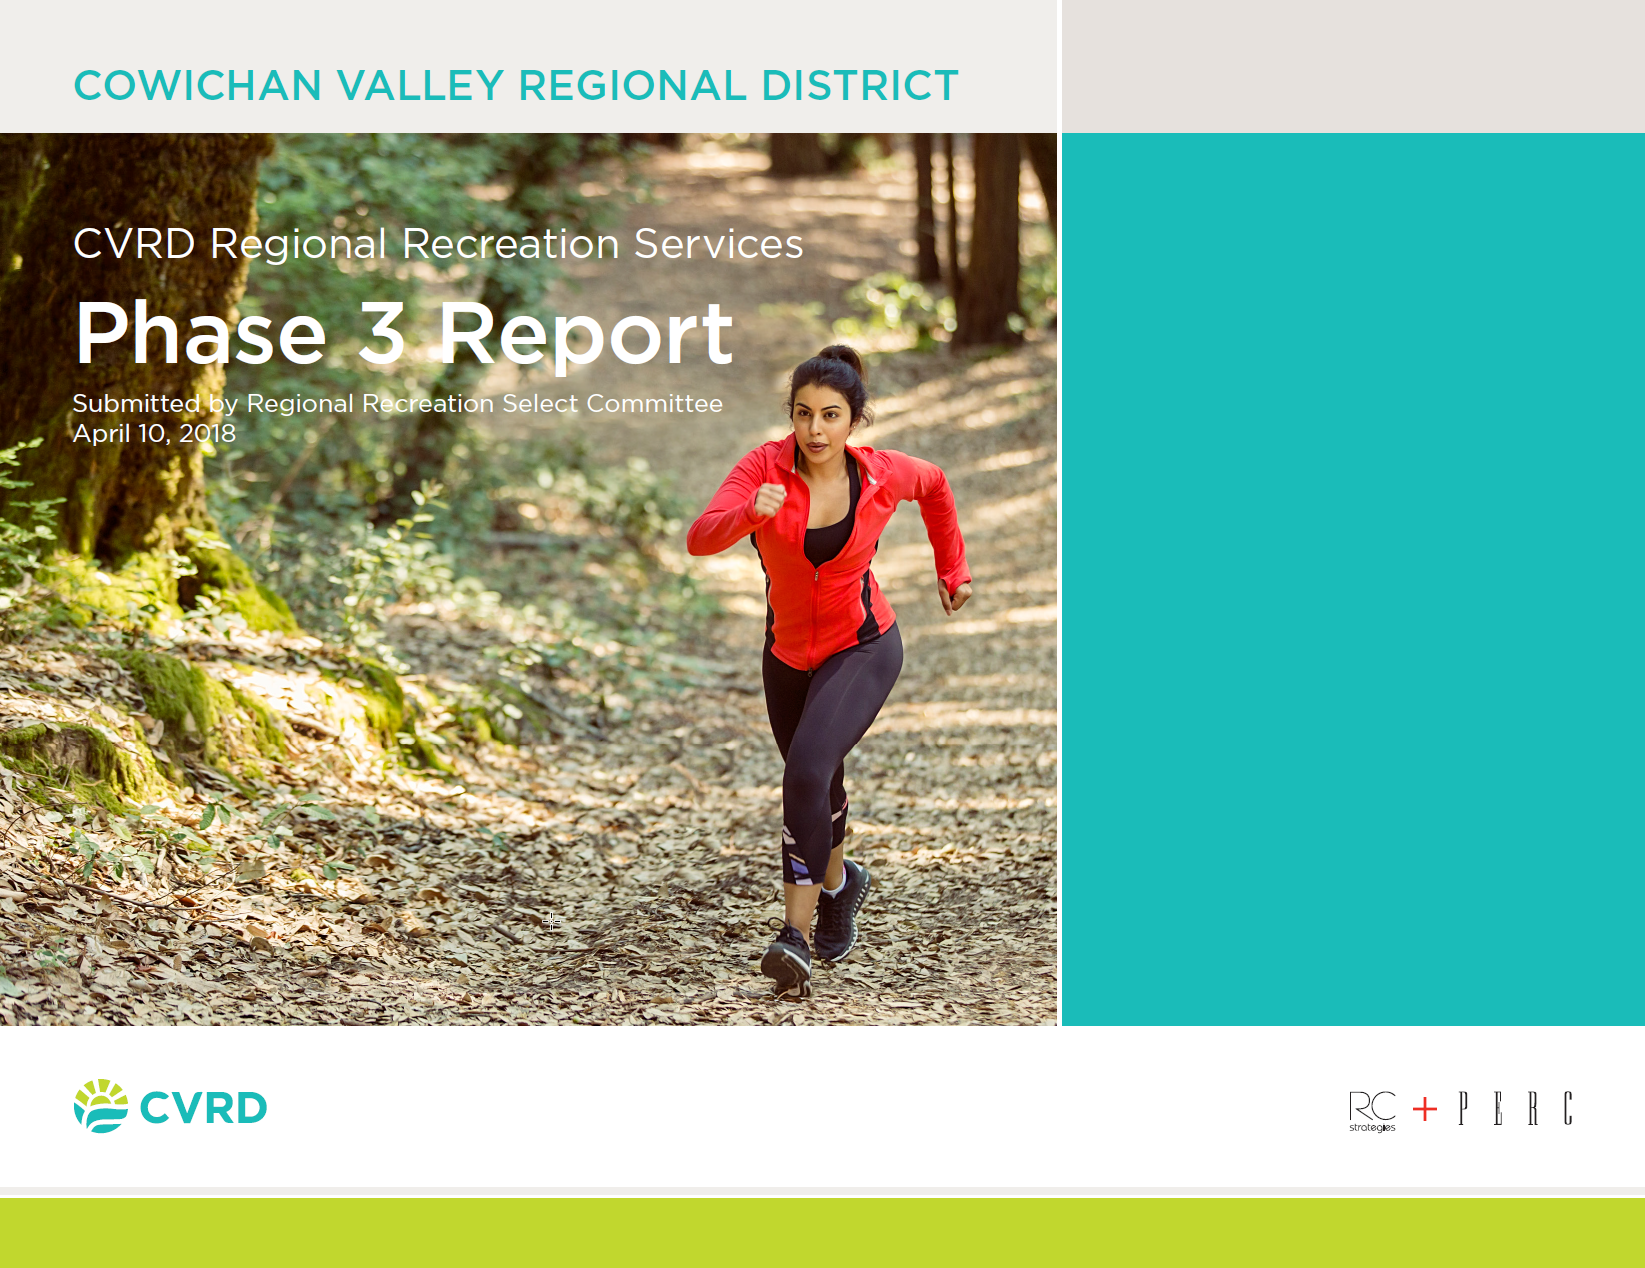 COWICHAN VALLEY REGIONAL DISTRICT
CVRD Regional Recreation Services
Phase 3 Report
Submitted by Regional Recreation Select Committee
April 10, 2018
CVRD
RC + PERC
strategies